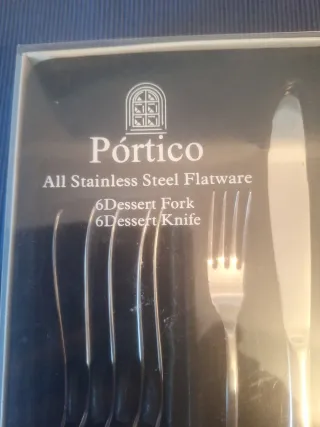 Pórtico
All Stainless Steel Flatware
6Dessert Fork
6Dessert Knife